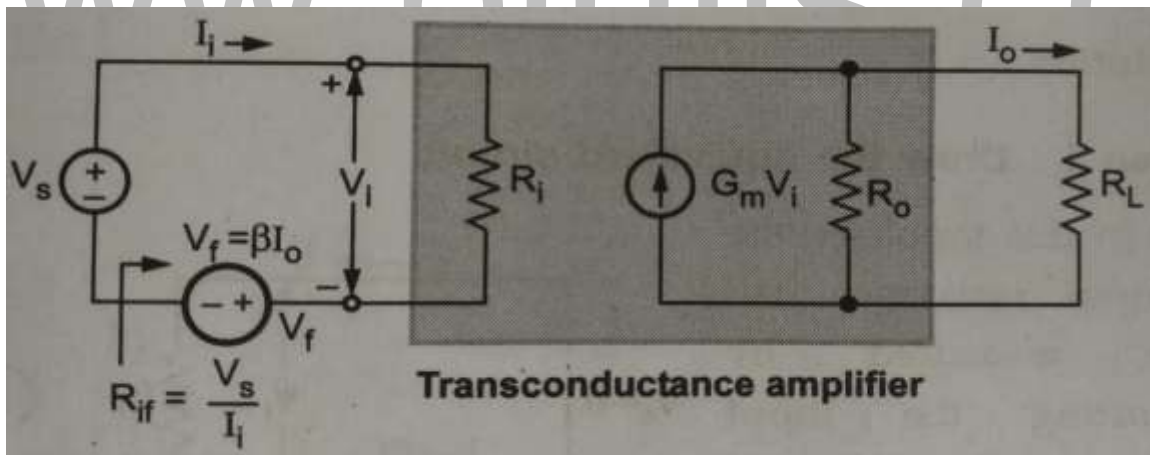 I_i
+
V_s
+
−
V_i
R_i
V_f = βI_o
−
− +
V_f
R_if = V_s / I_i
G_mV_i
R_o
I_o
R_L
Transconductance amplifier